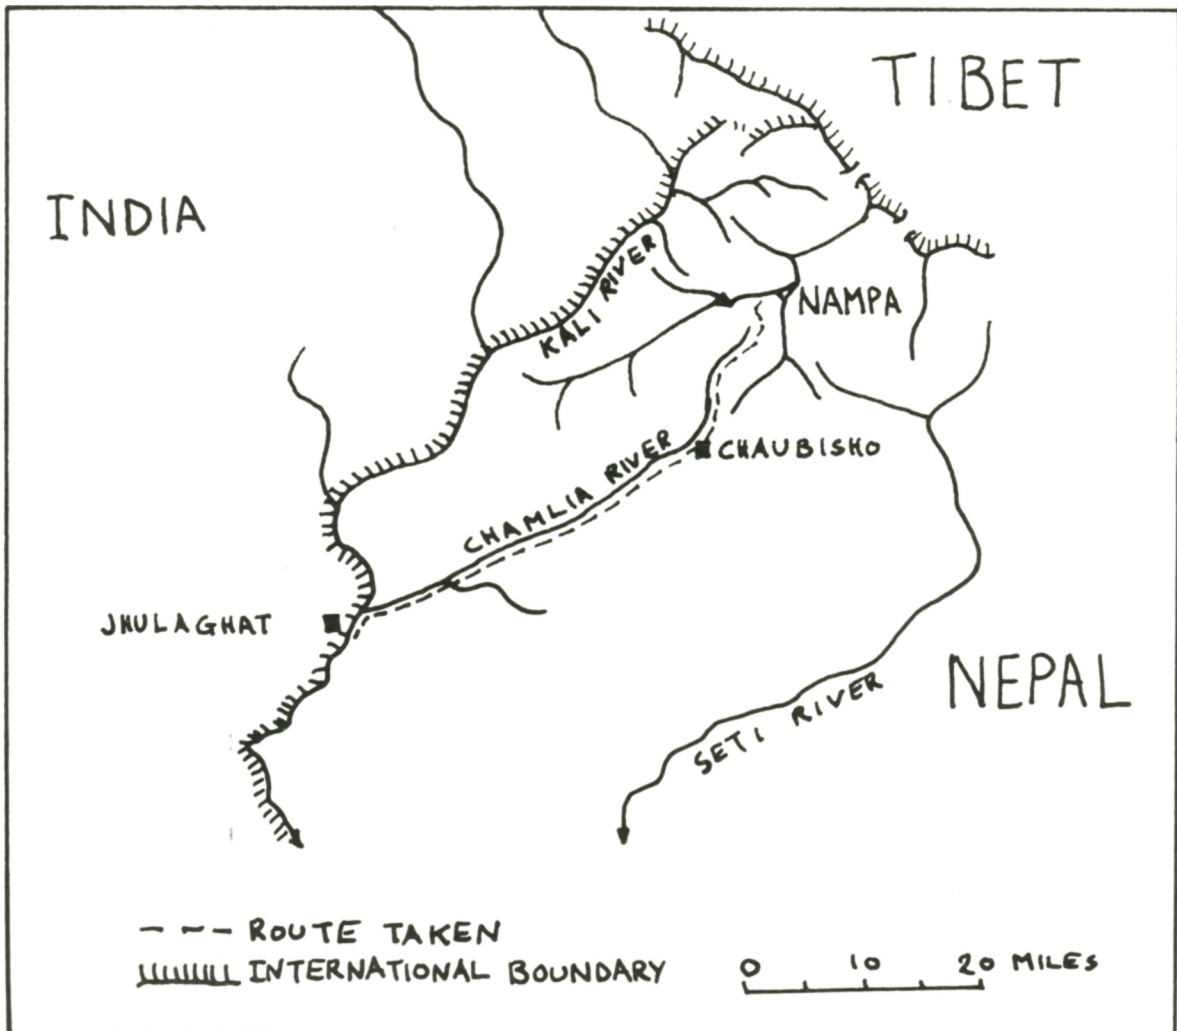 TIBET
INDIA
KALI RIVER
NAMPA
CHAUBISHO
CHAMLIA RIVER
JHULAGHAT
NEPAL
SETI RIVER
ROUTE TAKEN
INTERNATIONAL BOUNDARY
0 10 20 MILES